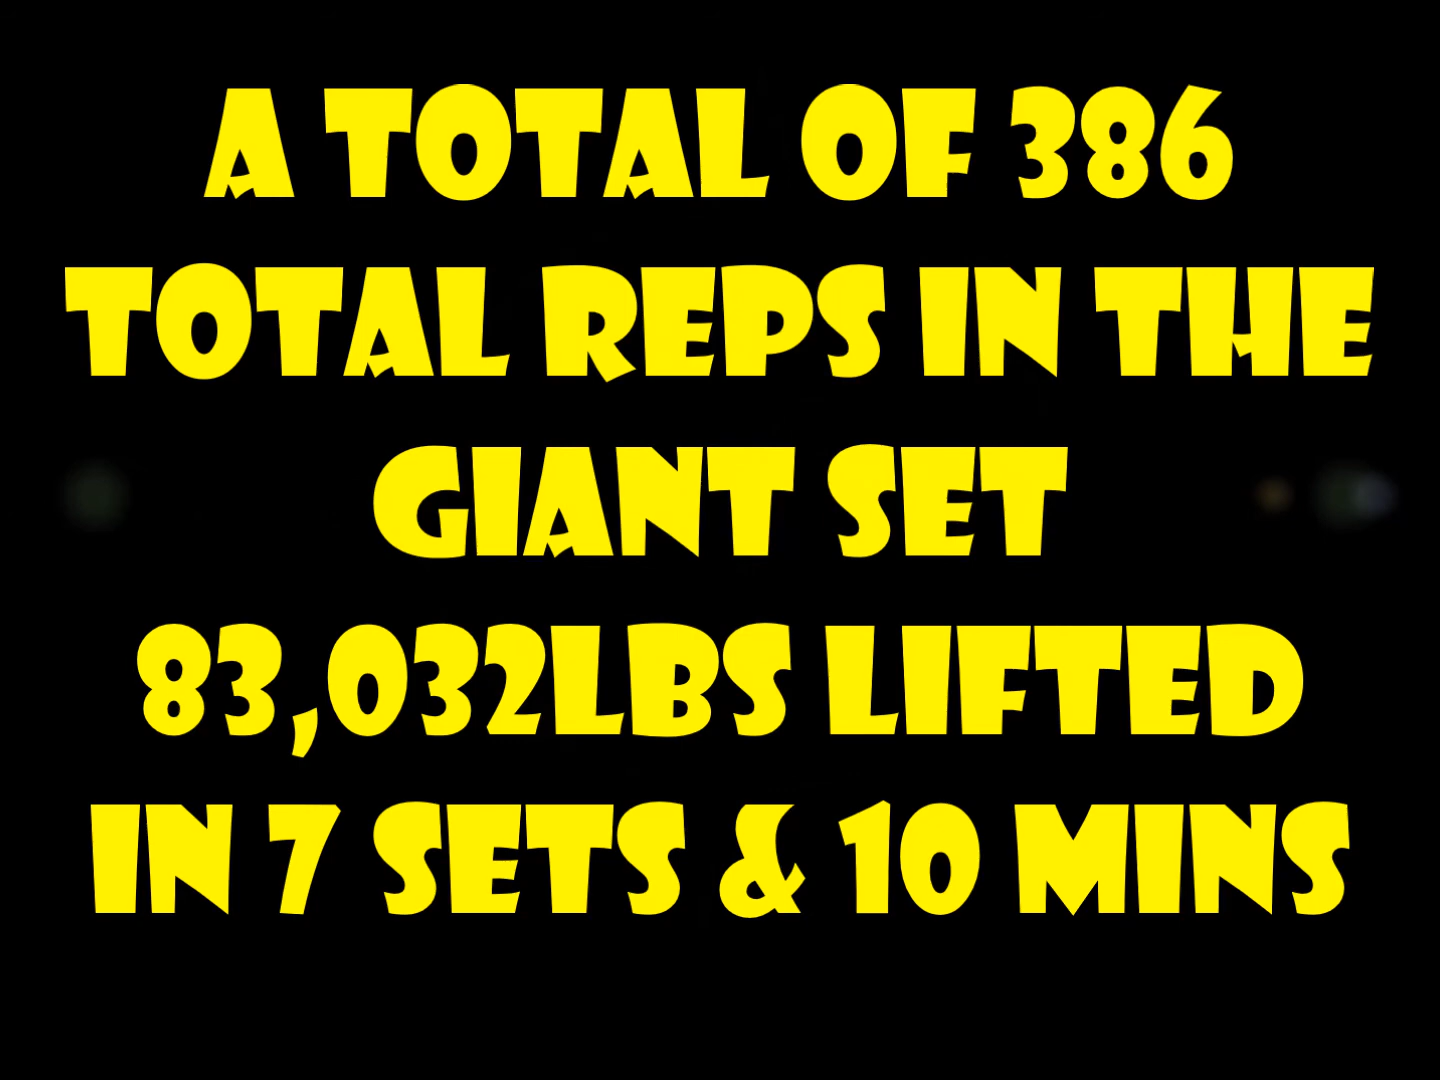 A TOTAL OF 386
TOTAL REPS IN THE
GIANT SET
83,032LBS LIFTED
IN 7 SETS & 10 MINS